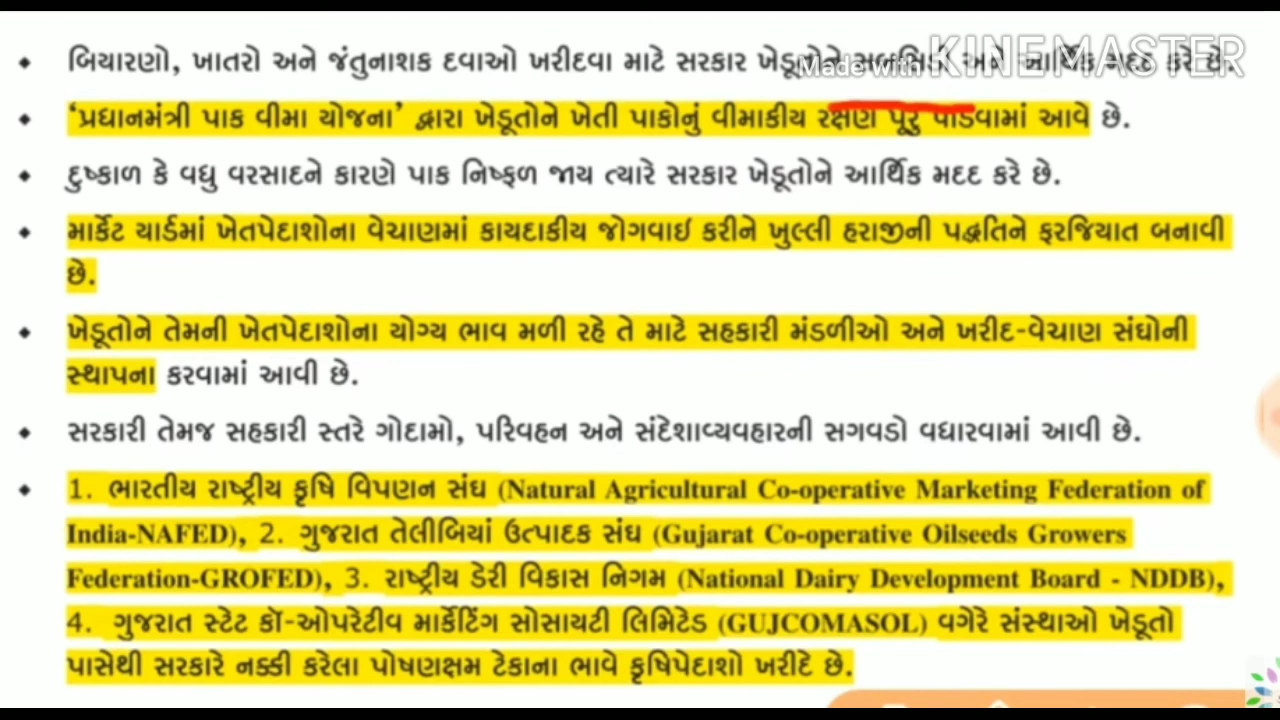 Made with KINEMASTER
બિયારણો, ખાતરો અને જંતુનાશક દવાઓ ખરીદવા માટે સરકાર ખેડૂતોને સબસિડી અને આર્થિક મદદ કરે છે.
‘પ્રધાનમંત્રી પાક વીમા યોજના’ દ્વારા ખેડૂતોને ખેતી પાકોનું વીમાકીય રક્ષણ પૂરું પાડવામાં આવે છે.
દુષ્કાળ કે વધુ વરસાદને કારણે પાક નિષ્ફળ જાય ત્યારે સરકાર ખેડૂતોને આર્થિક મદદ કરે છે.
માર્કેટ યાર્ડમાં ખેતપેદાશોના વેચાણમાં કાયદાકીય જોગવાઈ કરીને ખુલ્લી હરાજીની પદ્ધતિને ફરજિયાત બનાવી
છે.
ખેડૂતોને તેમની ખેતપેદાશોના યોગ્ય ભાવ મળી રહે તે માટે સહકારી મંડળીઓ અને ખરીદ-વેચાણ સંઘોની
સ્થાપના કરવામાં આવી છે.
સરકારી તેમજ સહકારી સ્તરે ગોદામો, પરિવહન અને સંદેશાવ્યવહારની સગવડો વધારવામાં આવી છે.
1. ભારતીય રાષ્ટ્રીય કૃષિ વિપણન સંઘ (Natural Agricultural Co-operative Marketing Federation of
India-NAFED), 2. ગુજરાત તેલીબિયાં ઉત્પાદક સંઘ (Gujarat Co-operative Oilseeds Growers
Federation-GROFED), 3. રાષ્ટ્રીય ડેરી વિકાસ નિગમ (National Dairy Development Board - NDDB),
4. ગુજરાત સ્ટેટ કૉ-ઓપરેટીવ માર્કેટિંગ સોસાયટી લિમિટેડ (GUJCOMASOL) વગેરે સંસ્થાઓ ખેડૂતો
પાસેથી સરકારે નક્કી કરેલા પોષણક્ષમ ટેકાના ભાવે કૃષિપેદાશો ખરીદે છે.